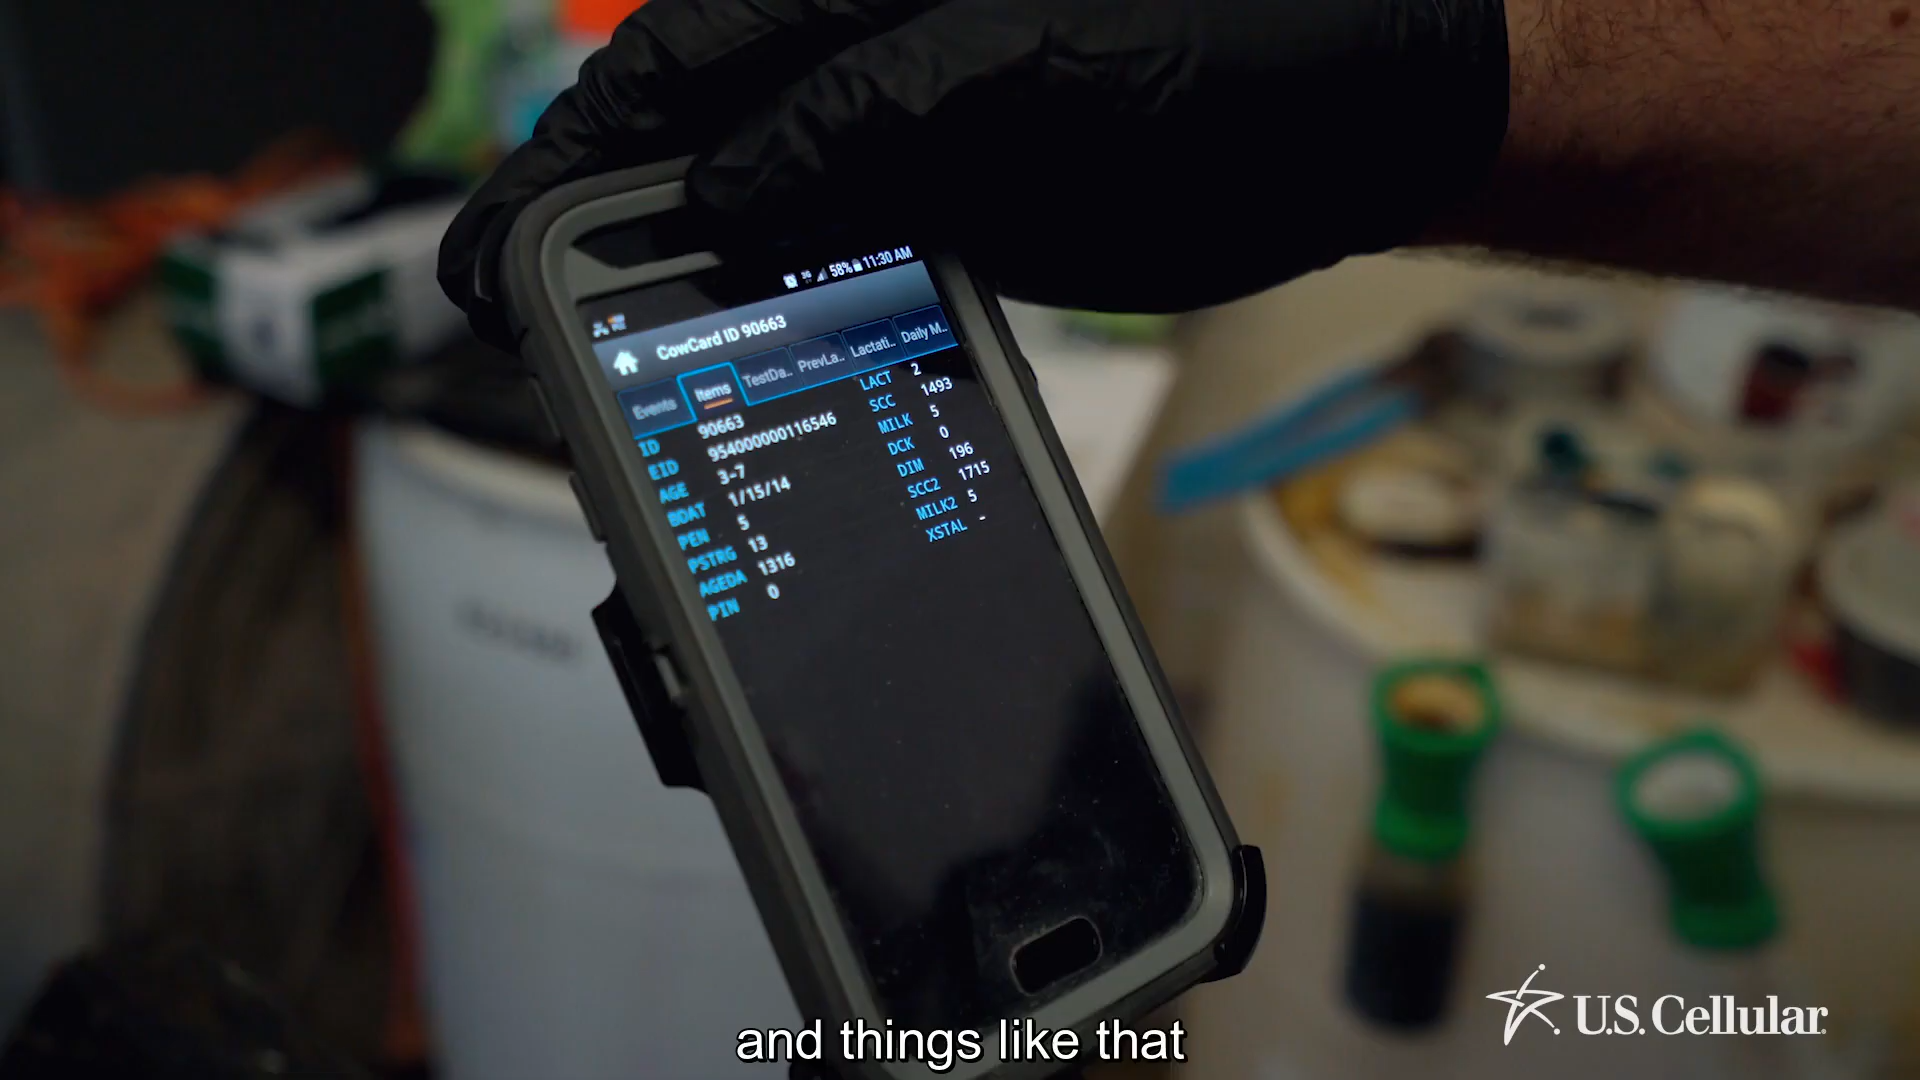 58% 11:30 AM
CowCard ID 90663
Events Items TestDa.. PrevLa.. Lactati.. Daily M..
ID 90663
EID 954000000116546
AGE 3-7
BDAT 1/15/14
PEN 5
PSTRG 13
AGEDA 1316
PIN 0
LACT 2
SCC 1493
MILK 5
DCK 0
DIM 196
SCC2 1715
MILK2 5
XSTAL -
and things like that
U.S. Cellular